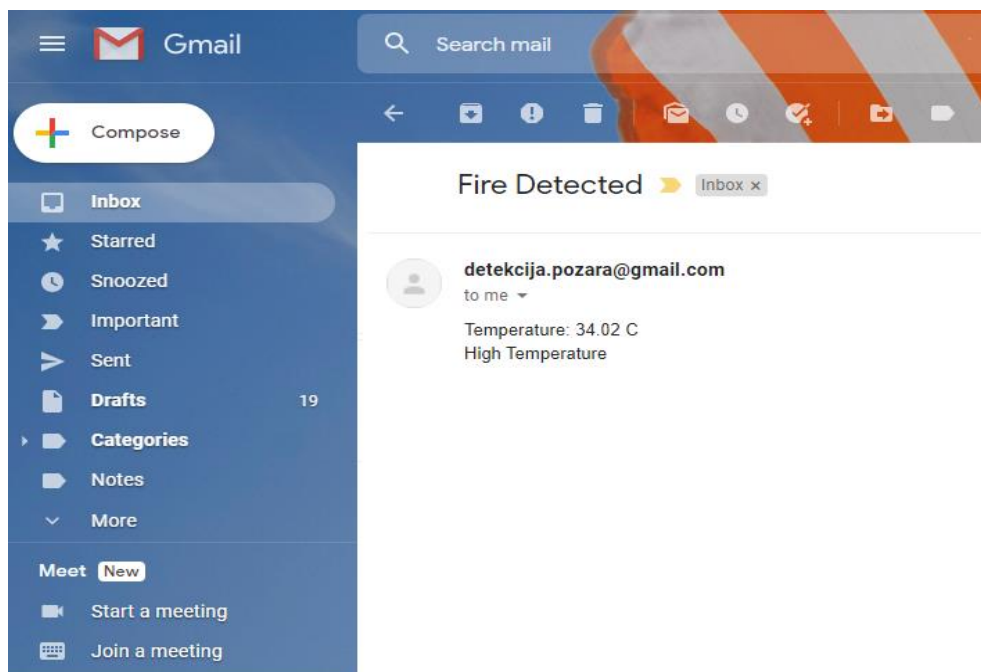 Gmail
Search mail
Compose
Inbox
Starred
Snoozed
Important
Sent
Drafts 19
Categories
Notes
More
Meet New
Start a meeting
Join a meeting
Fire Detected Inbox x
detekcija.pozara@gmail.com
to me
Temperature: 34.02 C
High Temperature